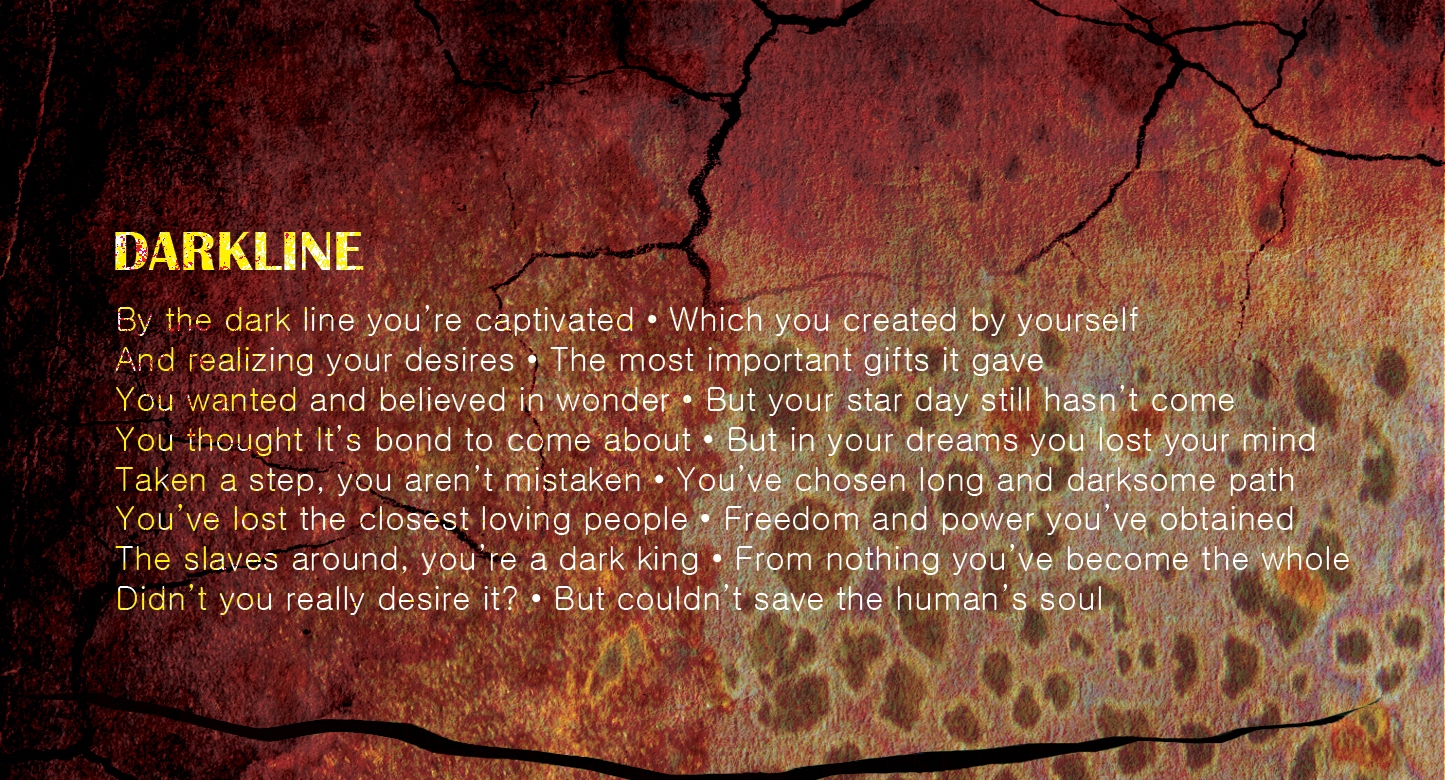 DARKLINE
By the dark line you're captivated • Which you created by yourself
And realizing your desires • The most important gifts it gave
You wanted and believed in wonder • But your star day still hasn't come
You thought It's bond to come about • But in your dreams you lost your mind
Taken a step, you aren't mistaken • You've chosen long and darksome path
You've lost the closest loving people • Freedom and power you've obtained
The slaves around, you're a dark king • From nothing you've become the whole
Didn't you really desire it? • But couldn't save the human's soul